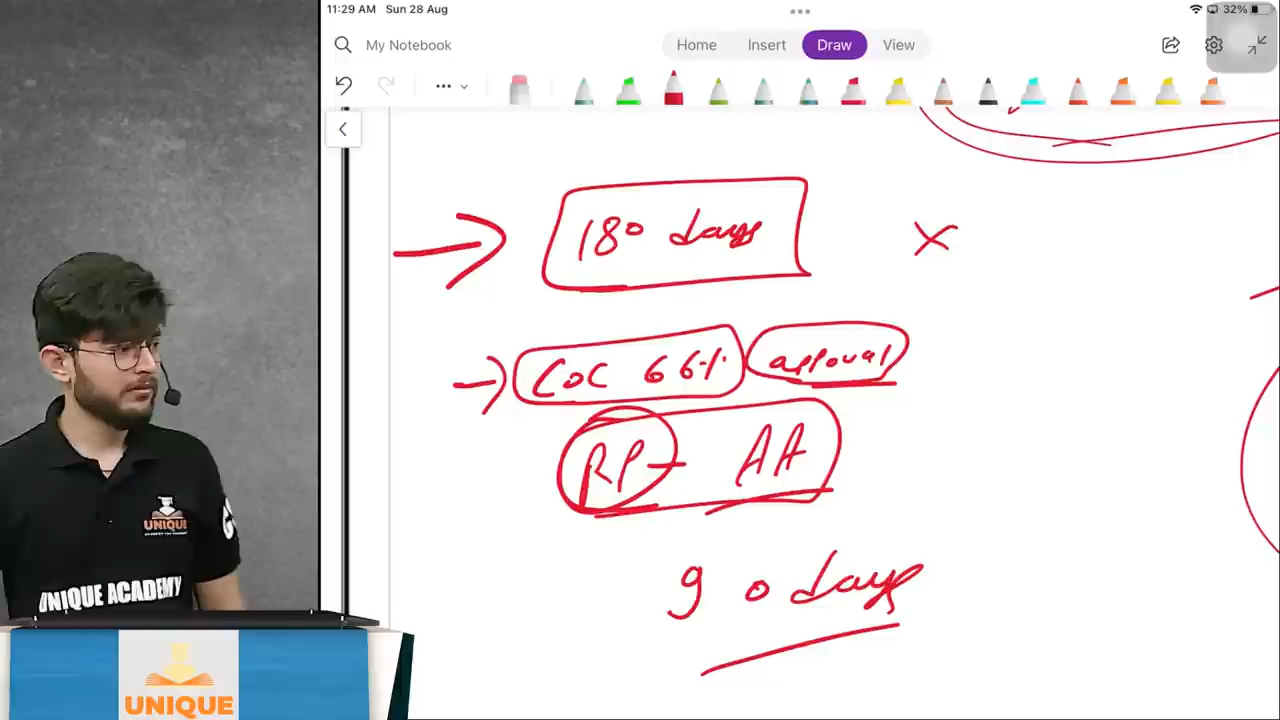 11:29 AM Sun 28 Aug
32%
My Notebook
Home Insert Draw View
180 days x
COC 66% approval
RP - AA
90 days
UNIQUE
UNIQUE ACADEMY
UNIQUE